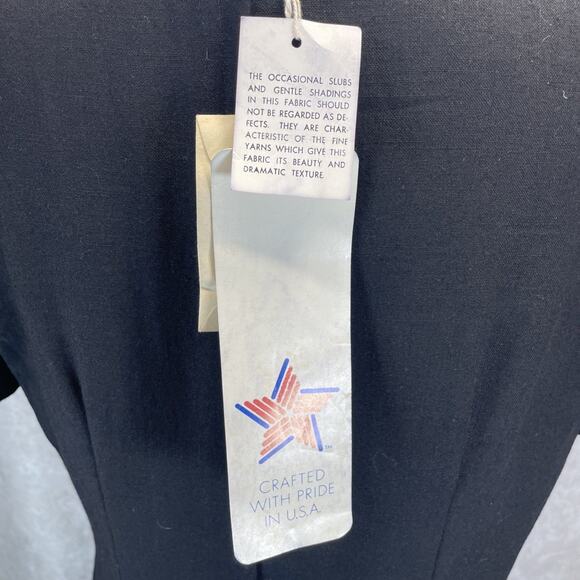 THE OCCASIONAL SLUBS
AND GENTLE SHADINGS
IN THIS FABRIC SHOULD
NOT BE REGARDED AS DE-
FECTS. THEY ARE CHAR-
ACTERISTIC OF THE FINE
YARNS WHICH GIVE THIS
FABRIC ITS BEAUTY AND
DRAMATIC TEXTURE.
SM
CRAFTED
WITH PRIDE
IN U.S.A.